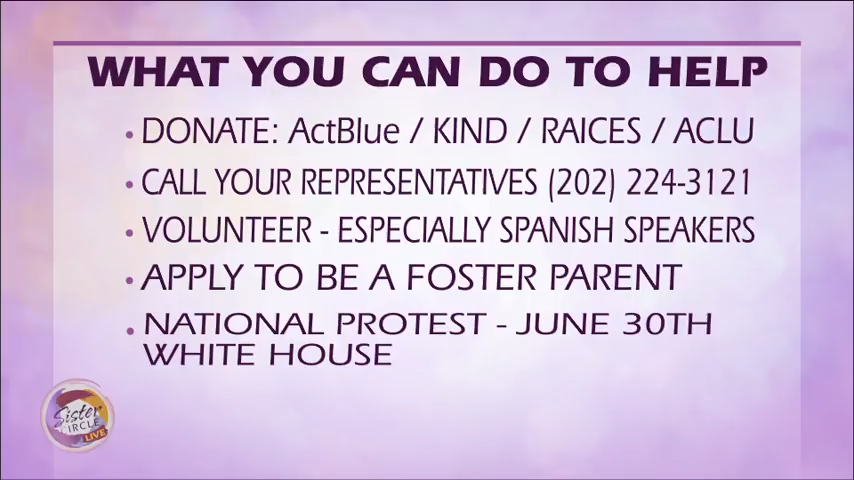 WHAT YOU CAN DO TO HELP
• DONATE: ActBlue / KIND / RAICES / ACLU
• CALL YOUR REPRESENTATIVES (202) 224-3121
• VOLUNTEER - ESPECIALLY SPANISH SPEAKERS
• APPLY TO BE A FOSTER PARENT
• NATIONAL PROTEST - JUNE 30TH
WHITE HOUSE
Sister
CIRCLE
LIVE